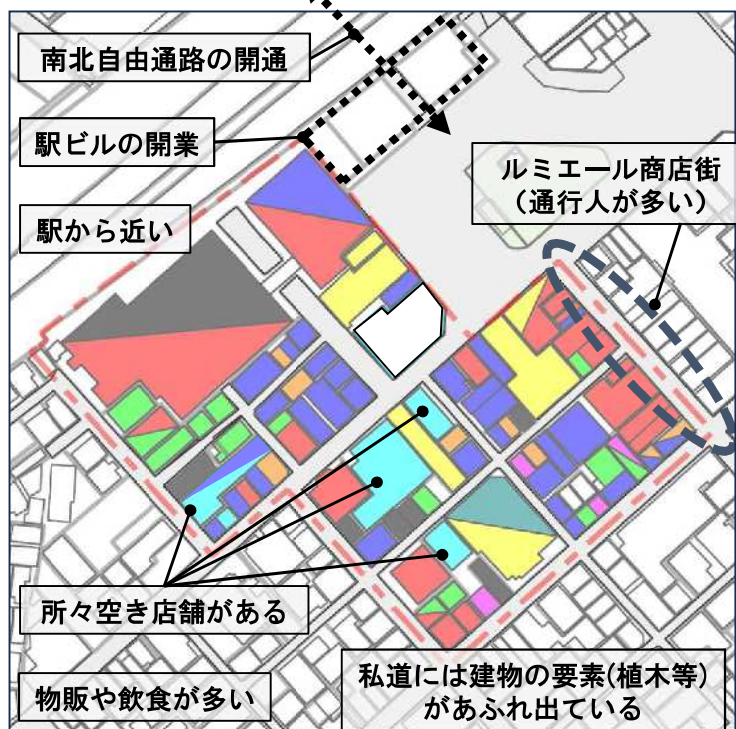 南北自由通路の開通
駅ビルの開業
ルミエール商店街
（通行人が多い）
駅から近い
所々空き店舗がある
物販や飲食が多い
私道には建物の要素(植木等)
があふれ出ている